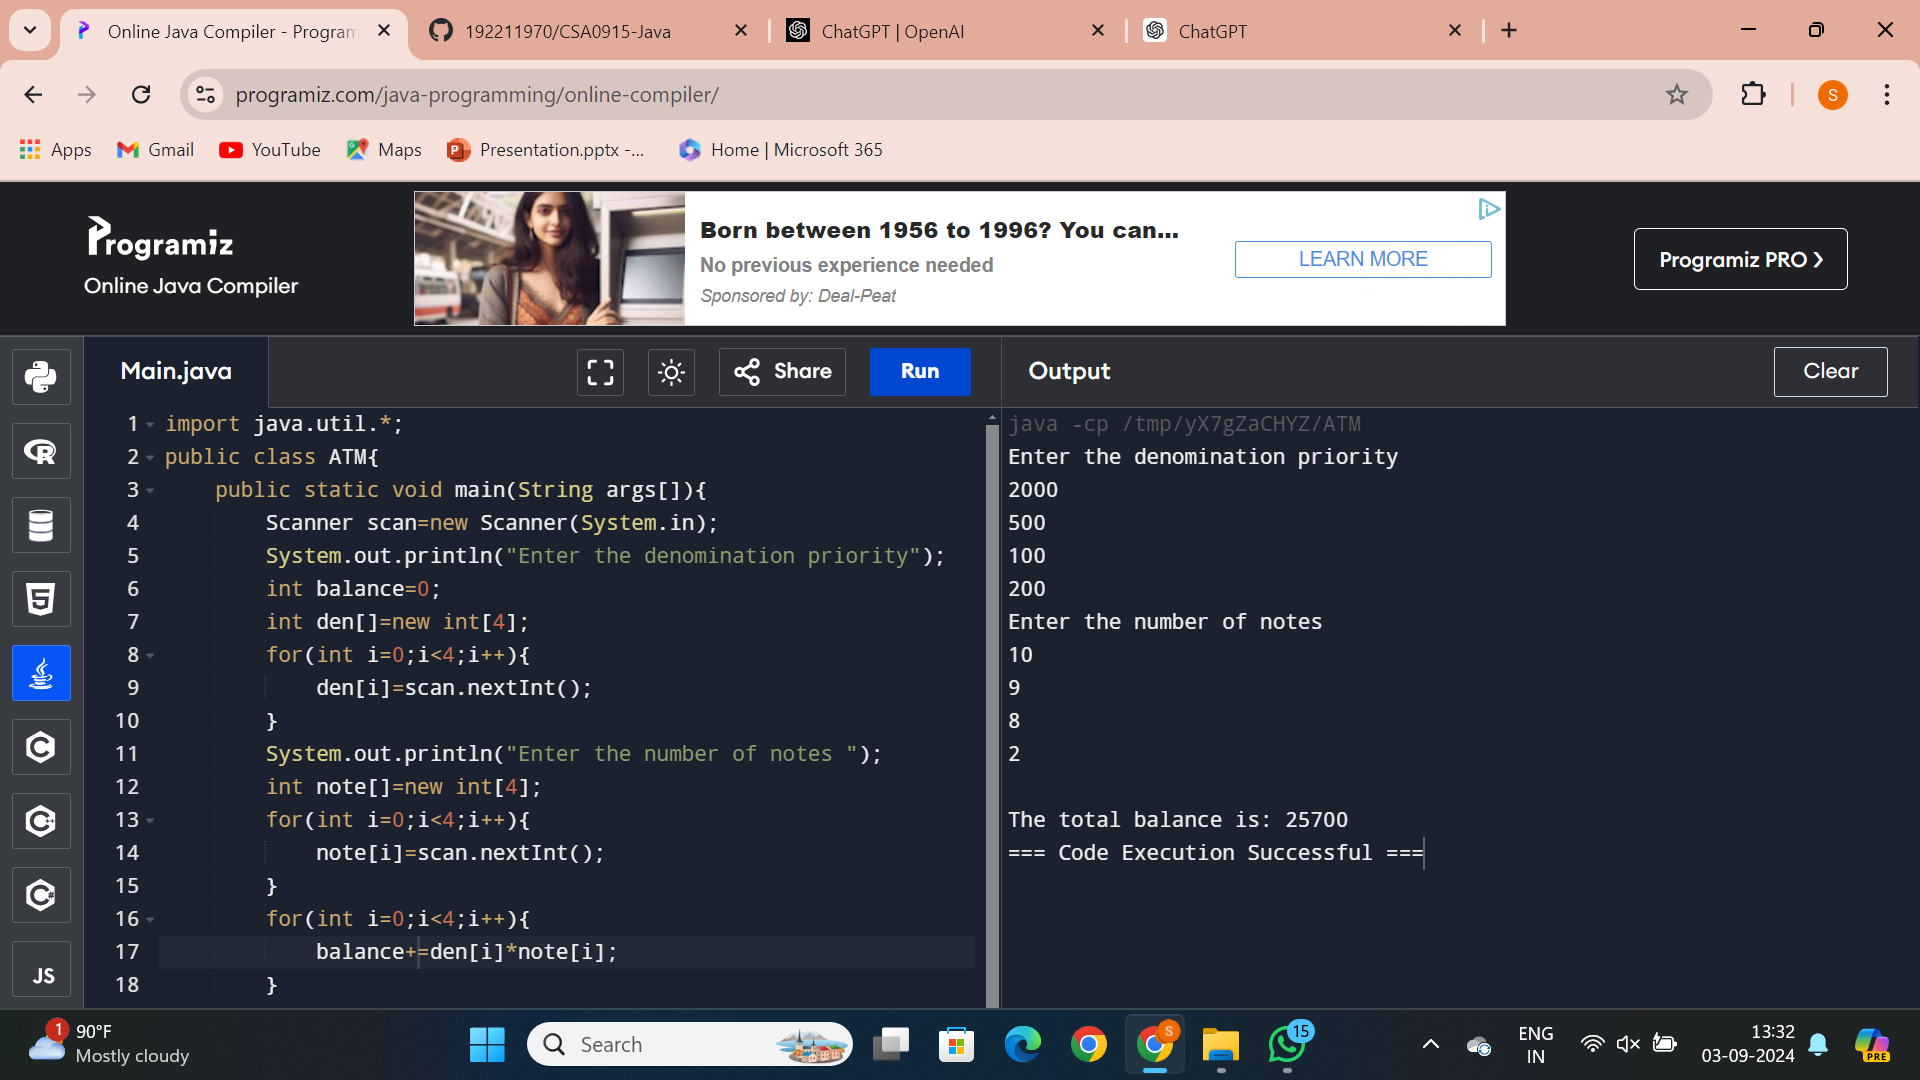 Online Java Compiler - Program
192211970/CSA0915-Java
ChatGPT | OpenAI
ChatGPT
programiz.com/java-programming/online-compiler/
S
Apps
Gmail
YouTube
Maps
Presentation.pptx -...
Home | Microsoft 365
Programiz
Online Java Compiler
Born between 1956 to 1996? You can...
No previous experience needed
Sponsored by: Deal-Peat
LEARN MORE
Programiz PRO ❯
Main.java
Share
Run
Output
Clear
1 import java.util.*;
2 public class ATM{
3 public static void main(String args[]){
4 Scanner scan=new Scanner(System.in);
5 System.out.println("Enter the denomination priority");
6 int balance=0;
7 int den[]=new int[4];
8 for(int i=0;i<4;i++){
9 den[i]=scan.nextInt();
10 }
11 System.out.println("Enter the number of notes ");
12 int note[]=new int[4];
13 for(int i=0;i<4;i++){
14 note[i]=scan.nextInt();
15 }
16 for(int i=0;i<4;i++){
17 balance+=den[i]*note[i];
18 }
java -cp /tmp/yX7gZaCHYZ/ATM
Enter the denomination priority
2000
500
100
200
Enter the number of notes
10
9
8
2
The total balance is: 25700
=== Code Execution Successful ===
R
5
C
C++
C#
JS
1
90°F
Mostly cloudy
Search
S
15
ENG
IN
13:32
03-09-2024
PRE